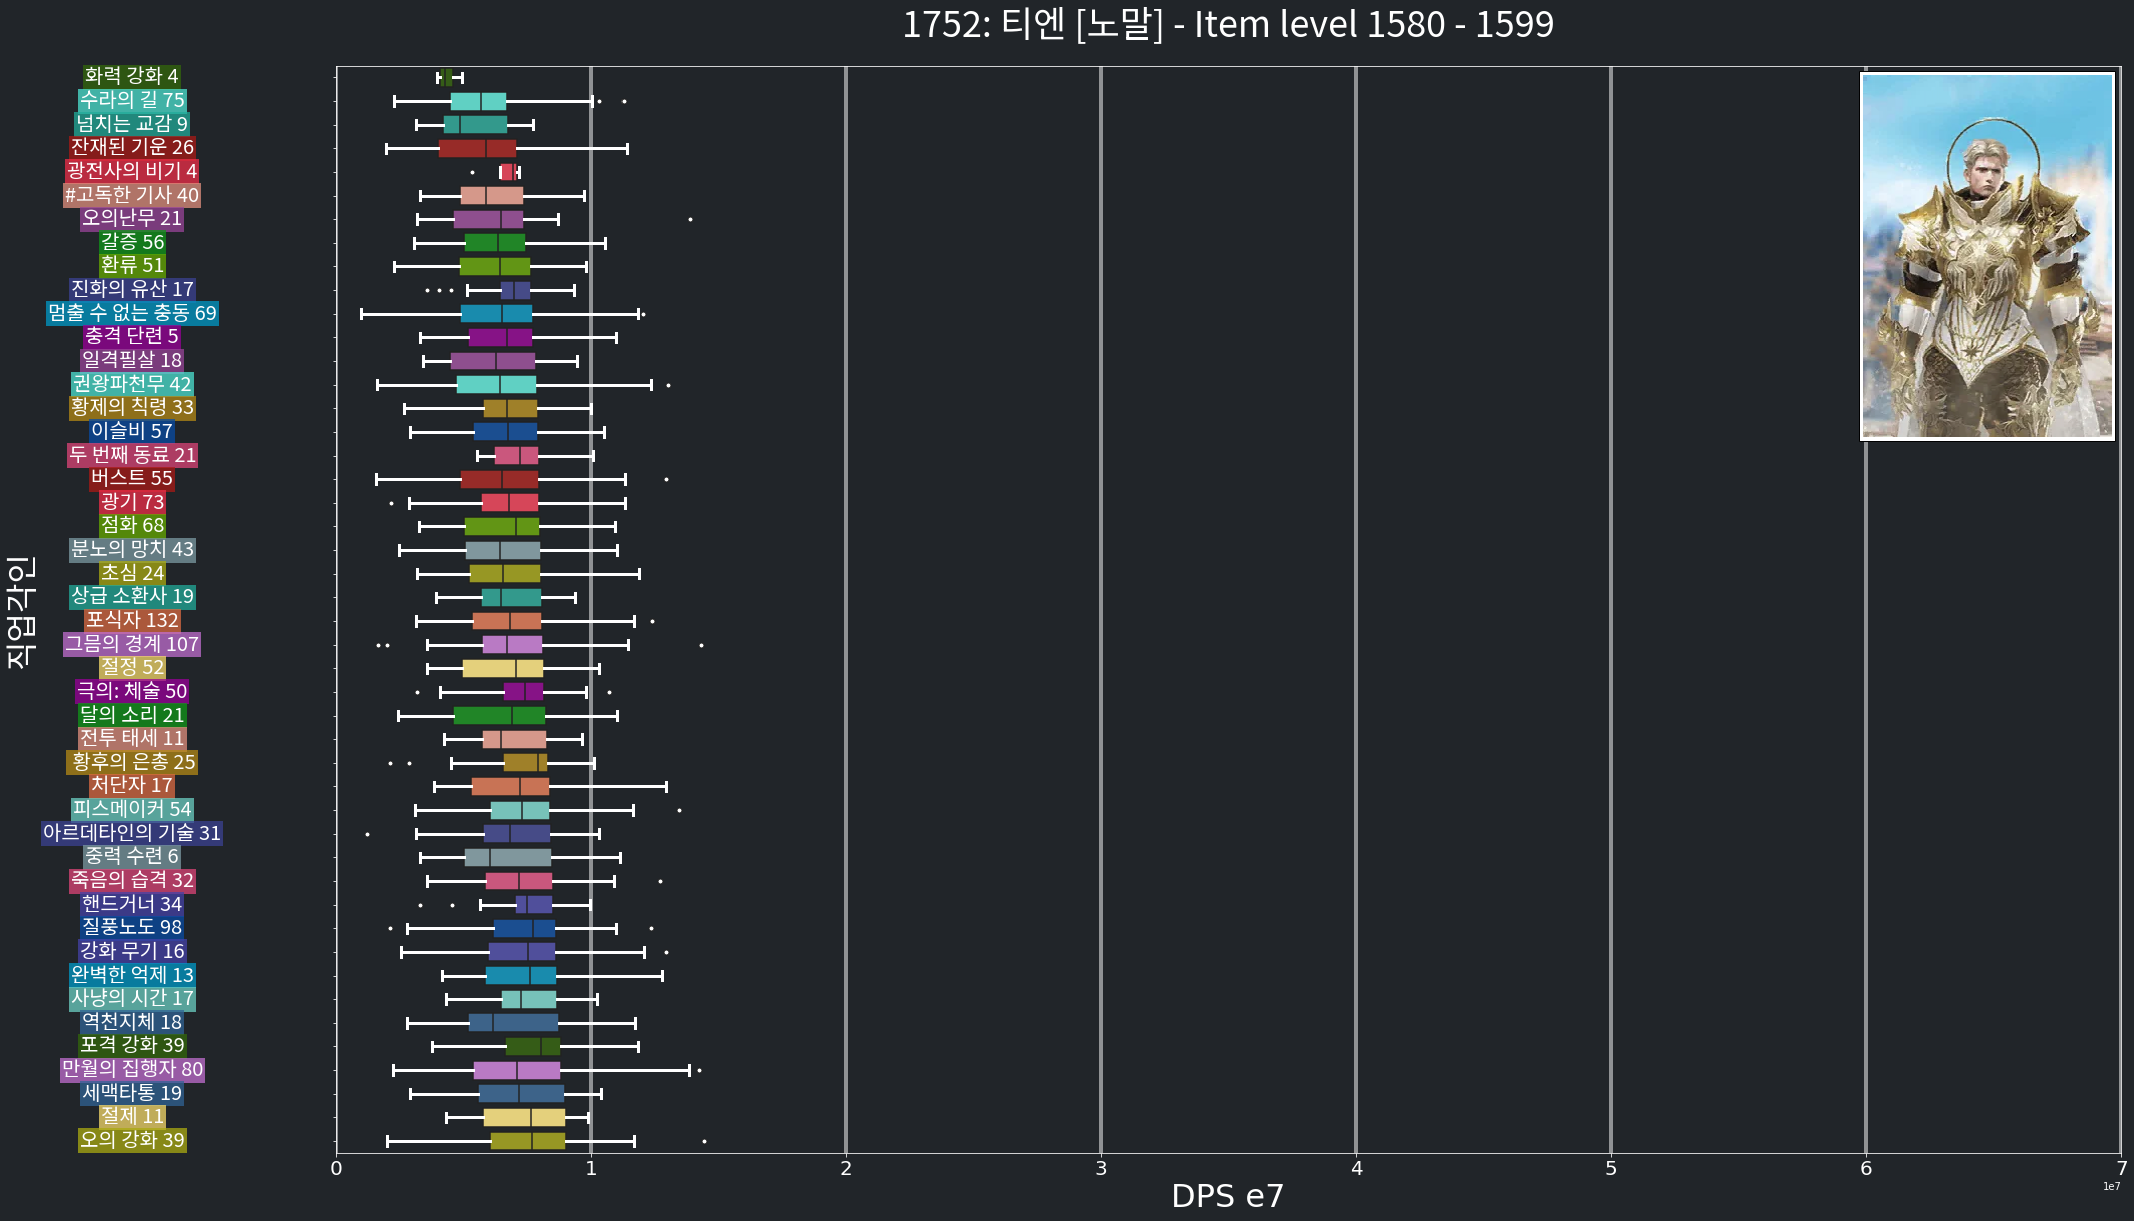 1752: 티엔 [노말] - Item level 1580 - 1599
화력 강화 4
수라의 길 75
넘치는 교감 9
잔재된 기운 26
광전사의 비기 4
#고독한 기사 40
오의난무 21
갈증 56
환류 51
진화의 유산 17
멈출 수 없는 충동 69
충격 단련 5
일격필살 18
권왕파천무 42
황제의 칙령 33
이슬비 57
두 번째 동료 21
버스트 55
광기 73
점화 68
분노의 망치 43
초심 24
상급 소환사 19
포식자 132
그믐의 경계 107
절정 52
극의: 체술 50
달의 소리 21
전투 태세 11
황후의 은총 25
처단자 17
피스메이커 54
아르데타인의 기술 31
중력 수련 6
죽음의 습격 32
핸드거너 34
질풍노도 98
강화 무기 16
완벽한 억제 13
사냥의 시간 17
역천지체 18
포격 강화 39
만월의 집행자 80
세맥타통 19
절제 11
오의 강화 39
직업각인
0 1 2 3 4 5 6 7
1e7
DPS e7